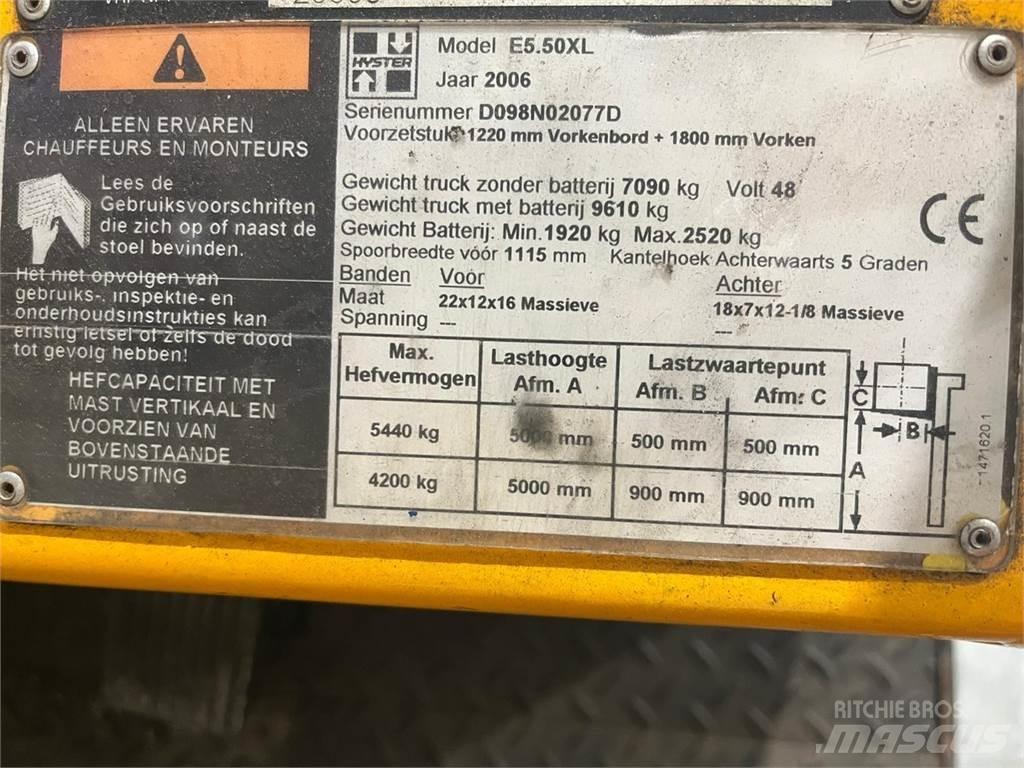 ALLEEN ERVAREN
CHAUFFEURS EN MONTEURS
Lees de
Gebruiksvoorschriften
die zich op of naast de
stoel bevinden.
Het niet opvolgen van
gebruiks-, inspektie- en
onderhoudsinstrukties kan
ernstig letsel of zelfs de dood
tot gevolg hebben!
HEFCAPACITEIT MET
MAST VERTIKAAL EN
VOORZIEN VAN
BOVENSTAANDE
UITRUSTING
HYSTER
Model E5.50XL
Jaar 2006
Serienummer D098N02077D
Voorzetstuk 1220 mm Vorkenbord + 1800 mm Vorken
Gewicht truck zonder batterij 7090 kg Volt 48
Gewicht truck met batterij 9610 kg
Gewicht Batterij: Min.1920 kg Max.2520 kg
Spoorbreedte vóór 1115 mm Kantelhoek Achterwaarts 5 Graden
Banden Voor Achter
Maat 22x12x16 Massieve 18x7x12-1/8 Massieve
Spanning --- ---
Max. Hefvermogen Lasthoogte Afm. A Lastzwaartepunt Afm. B Afm: C
5440 kg 5000 mm 500 mm 500 mm
4200 kg 5000 mm 900 mm 900 mm
C
B
A
1471620 1
CE
RITCHIE BROS.
MASCUS